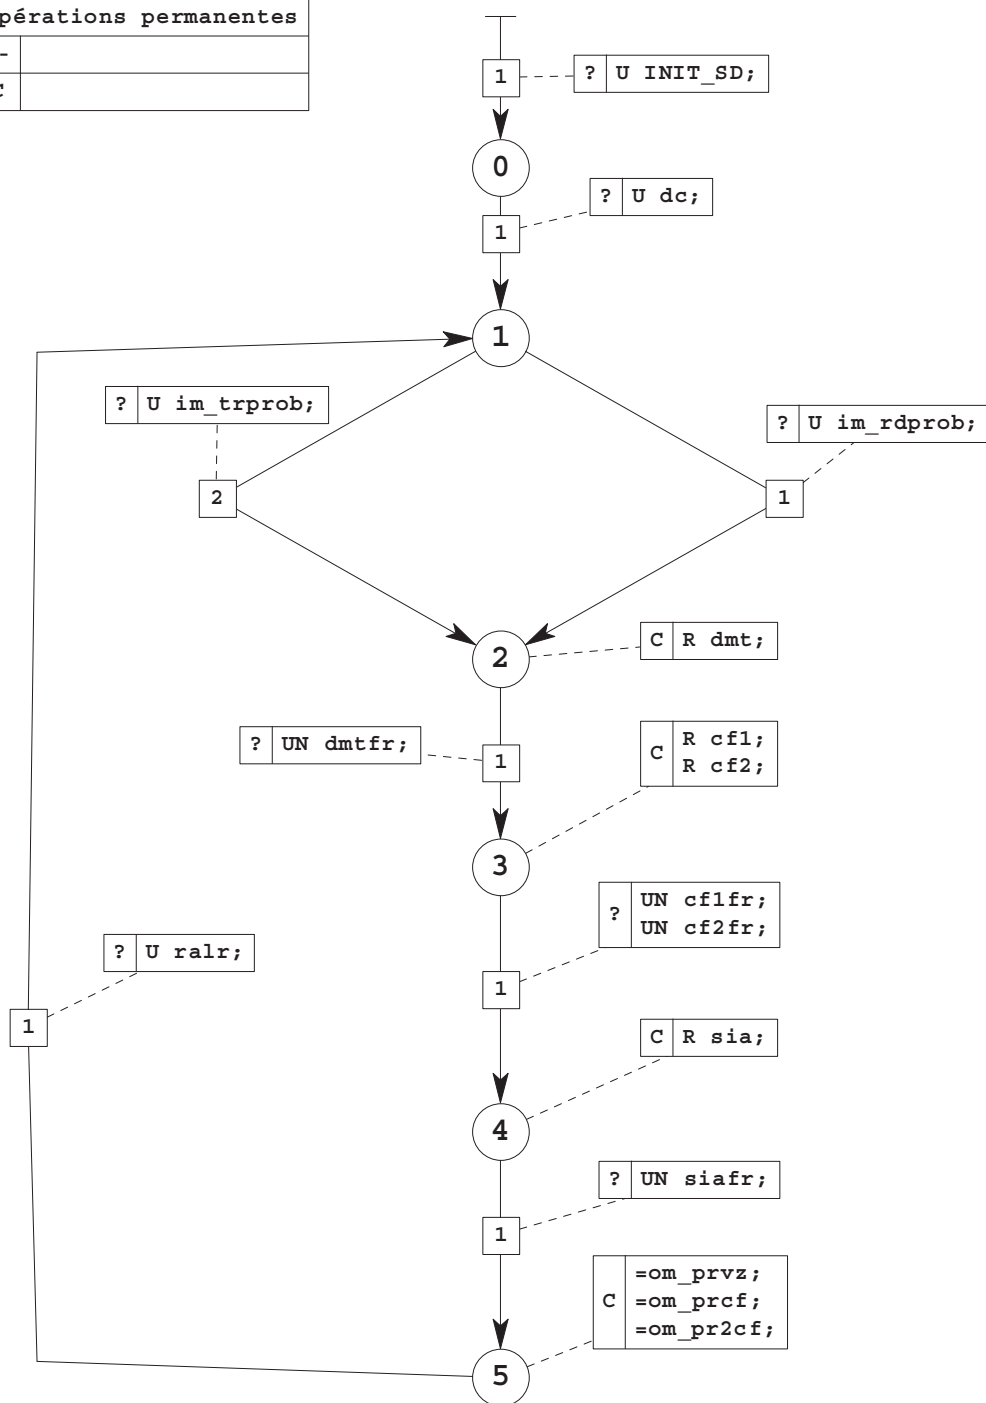 pérations permanentes
-
C
1
? U INIT_SD;
0
? U dc;
1
1
? U im_trprob;
? U im_rdprob;
2
1
2
C R dmt;
? UN dmtfr;
1
C R cf1;
R cf2;
3
? UN cf1fr;
UN cf2fr;
? U ralr;
1
1
C R sia;
4
? UN siafr;
1
C =om_prvz;
=om_prcf;
=om_pr2cf;
5